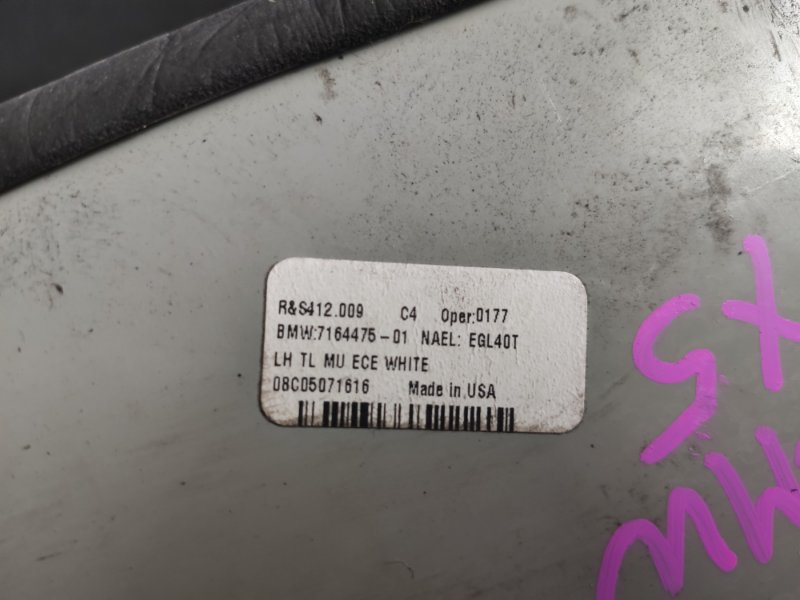 R&S412.009 C4 Oper:0177
BMW:7164475-01 NAEL: EGL40T
LH TL MU ECE WHITE
08C05071616 Made in USA
X5